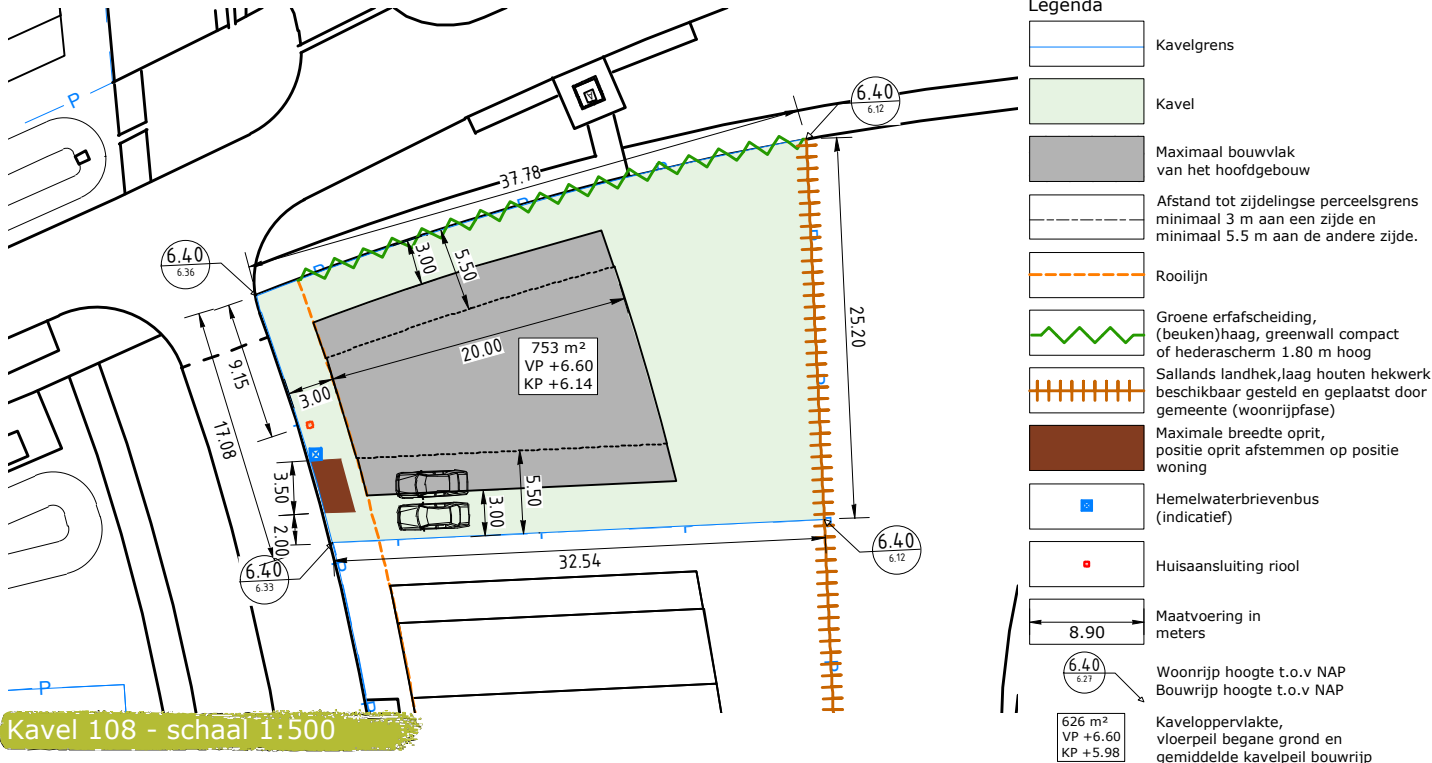 Legenda
Kavelgrens
Kavel
Maximaal bouwvlak
van het hoofdgebouw
Afstand tot zijdelingse perceelsgrens
minimaal 3 m aan een zijde en
minimaal 5.5 m aan de andere zijde.
Rooilijn
Groene erfafscheiding,
(beuken)haag, greenwall compact
of hederascherm 1.80 m hoog
Sallands landhek,laag houten hekwerk
beschikbaar gesteld en geplaatst door
gemeente (woonrijpfase)
Maximale breedte oprit,
positie oprit afstemmen op positie
woning
Hemelwaterbrievenbus
(indicatief)
Huisaansluiting riool
Maatvoering in
meters
8.90
6.40
6.27
Woonrijp hoogte t.o.v NAP
Bouwrijp hoogte t.o.v NAP
626 m²
VP +6.60
KP +5.98
Kaveloppervlakte,
vloerpeil begane grond en
gemiddelde kavelpeil bouwrijp
P
6.40
6.12
37.78
6.40
6.36
3.00
5.50
25.20
20.00
753 m²
VP +6.60
KP +6.14
9.15
3.00
17.08
3.50
5.50
3.00
2.00
6.40
6.33
32.54
6.40
6.12
P
Kavel 108 - schaal 1:500